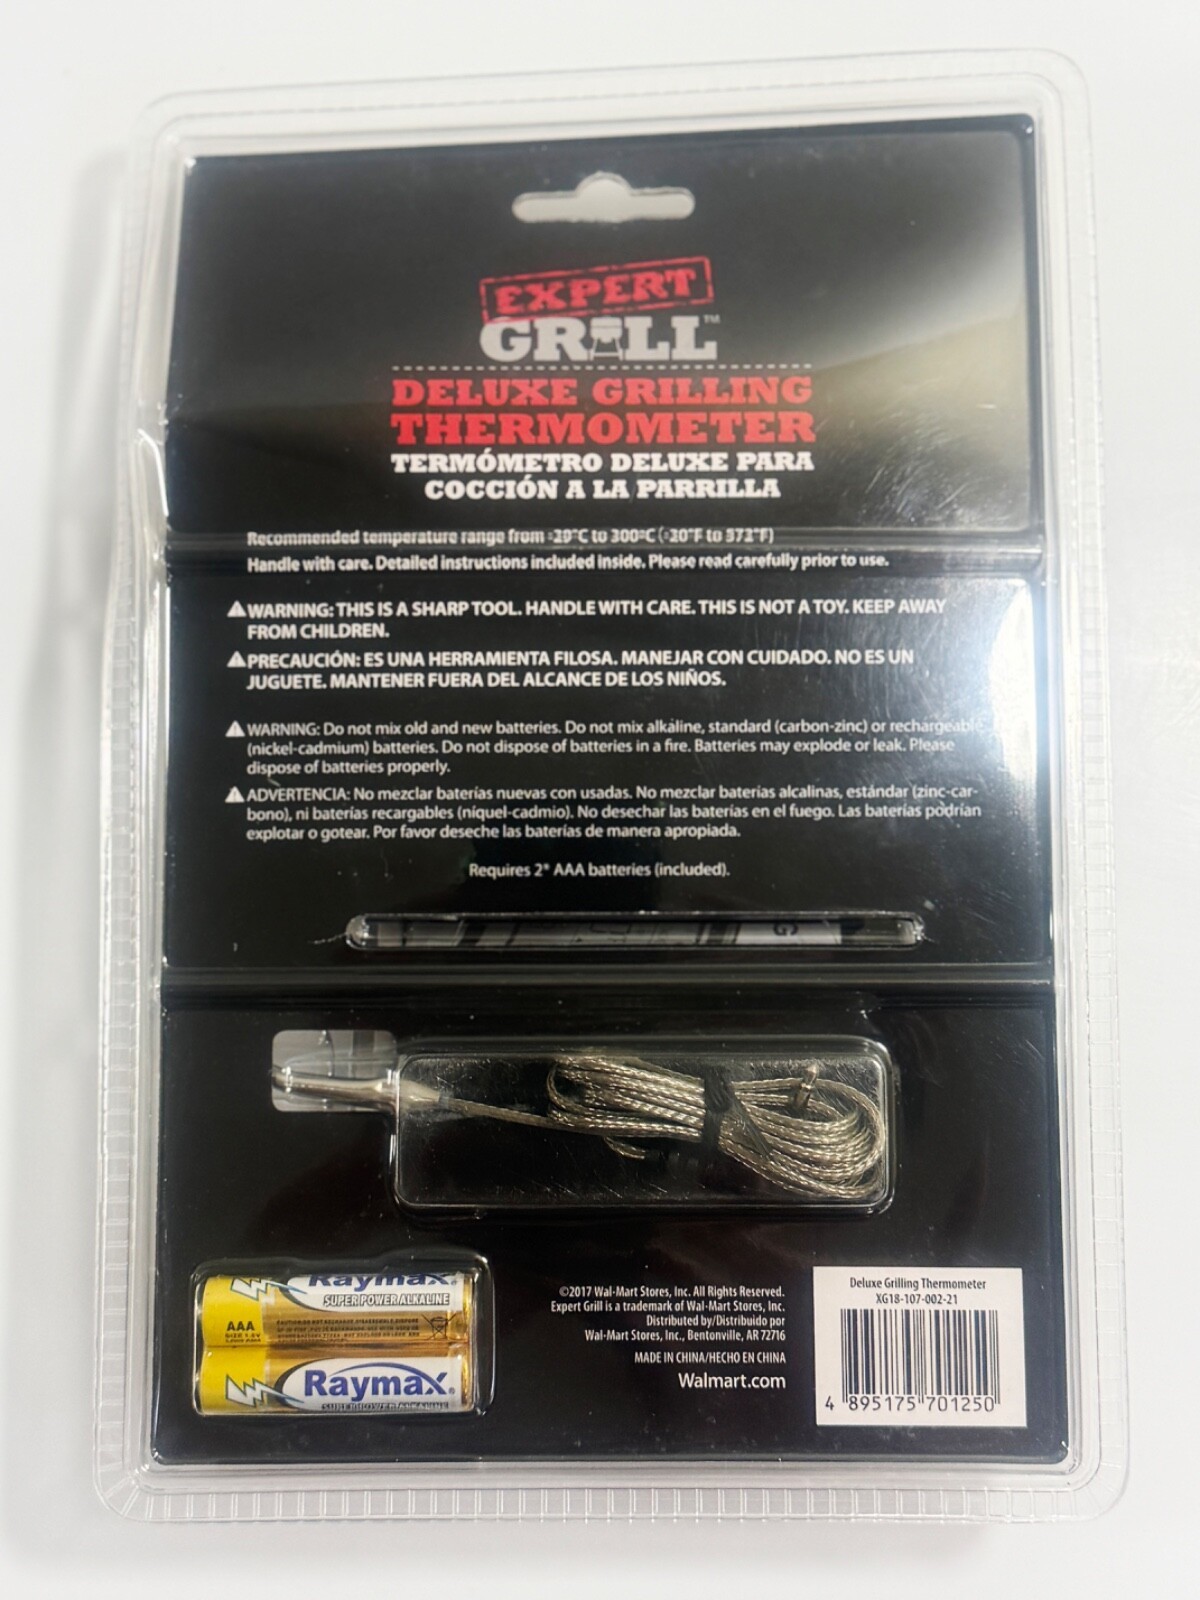 EXPERT
GRILL™
DELUXE GRILLING
THERMOMETER
TERMÓMETRO DELUXE PARA
COCCIÓN A LA PARRILLA
Recommended temperature range from -29°C to 300°C (-20°F to 572°F)
Handle with care. Detailed instructions included inside. Please read carefully prior to use.
WARNING: THIS IS A SHARP TOOL. HANDLE WITH CARE. THIS IS NOT A TOY. KEEP AWAY
FROM CHILDREN.
PRECAUCIÓN: ES UNA HERRAMIENTA FILOSA. MANEJAR CON CUIDADO. NO ES UN
JUGUETE. MANTENER FUERA DEL ALCANCE DE LOS NIÑOS.
WARNING: Do not mix old and new batteries. Do not mix alkaline, standard (carbon-zinc) or rechargeable
(nickel-cadmium) batteries. Do not dispose of batteries in a fire. Batteries may explode or leak. Please
dispose of batteries properly.
ADVERTENCIA: No mezclar baterías nuevas con usadas. No mezclar baterías alcalinas, estándar (zinc-car-
bono), ni baterías recargables (níquel-cadmio). No desechar las baterías en el fuego. Las baterías podrían
explotar o gotear. Por favor deseche las baterías de manera apropiada.
Requires 2* AAA batteries (included).
G
Raymax®
SUPER POWER ALKALINE
AAA
SIZE 1.5V
Raymax®
SUPER POWER ALKALINE
©2017 Wal-Mart Stores, Inc. All Rights Reserved.
Expert Grill is a trademark of Wal-Mart Stores, Inc.
Distributed by/Distribuido por
Wal-Mart Stores, Inc., Bentonville, AR 72716
MADE IN CHINA/HECHO EN CHINA
Walmart.com
Deluxe Grilling Thermometer
XG18-107-002-21
4 895175 701250